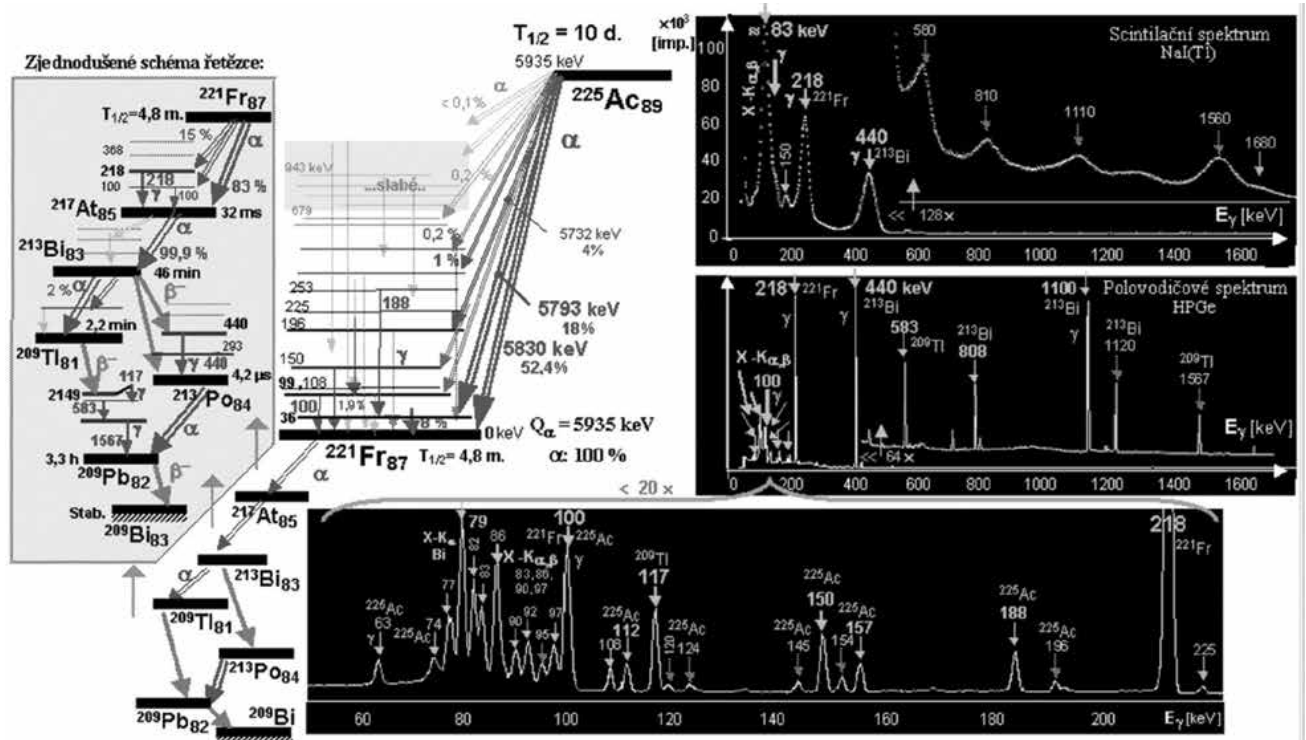 Zjednodušené schéma řetězce:
²²¹Fr₈₇
T₁/₂=4,8 m.
15 %
α
368
218
218
100
γ
100
83 %
²¹⁷At₈₅
32 ms
α
²¹³Bi₈₃
99,9 %
46 min
2 %
α
β⁻
2,2 min
440
²⁰⁹Tl₈₁
293
γ 440
β⁻
117
4,2 µs
2149
γ
²¹³Po₈₄
583
1567
α
3,3 h
²⁰⁹Pb₈₂
β⁻
Stab.
²⁰⁹Bi₈₃
T₁/₂ = 10 d.
5935 keV
²²⁵Ac₈₉
α
< 0,1%
α
943 keV
0,2 %
...slabé..
679
0,2 %
5732 keV
4%
1 %
253
188
5793 keV
225
18%
196
5830 keV
γ
52,4%
150
99
108
1,9%
100
8 %
36
0 keV
Qα = 5935 keV
²²¹Fr₈₇
T₁/₂ = 4,8 m.
α: 100 %
α
²¹⁷At₈₅
²¹³Bi₈₃
α
²⁰⁹Tl₈₁
²¹³Po₈₄
²⁰⁹Pb₈₂
²⁰⁹Bi
×10³
[imp.]
≈ 83 keV
580
Scintilační spektrum
NaI(Tl)
100
γ
X-Kα,β
218
γ
²²¹Fr
80
810
1110
1560
60
440
1680
γ ²¹³Bi
150
40
20
<< 128×
Eγ [keV]
0
0 200 400 600 800 1000 1200 1400 1600
218
²²¹Fr
440 keV
1100
Polovodičové spektrum
HPGe
²¹³Bi
²¹³Bi
γ
γ
583
²⁰⁹Tl
²¹³Bi
808
γ
²¹³Bi
1120
X-Kα,β
²⁰⁹Tl
1567
100
γ
<< 64×
Eγ [keV]
0 200 400 600 800 1000 1200 1400 1600
< 20×
79
100
218
X-Kα
Bi
82
86
X-Kα,β
²²¹Fr
²²⁵Ac
γ
²²¹Fr
83
83,86,
90,97
²⁰⁹Tl
117
77
²²⁵Ac
63
γ
²²⁵Ac
74
90
92
95
97
108
²²⁵Ac
112
120
²²⁵Ac
124
²²⁵Ac
145
²²⁵Ac
150
154
²²⁵Ac
157
²²⁵Ac
188
²²⁵Ac
196
225
60 80 100 120 140 160 180 200 Eγ [keV]